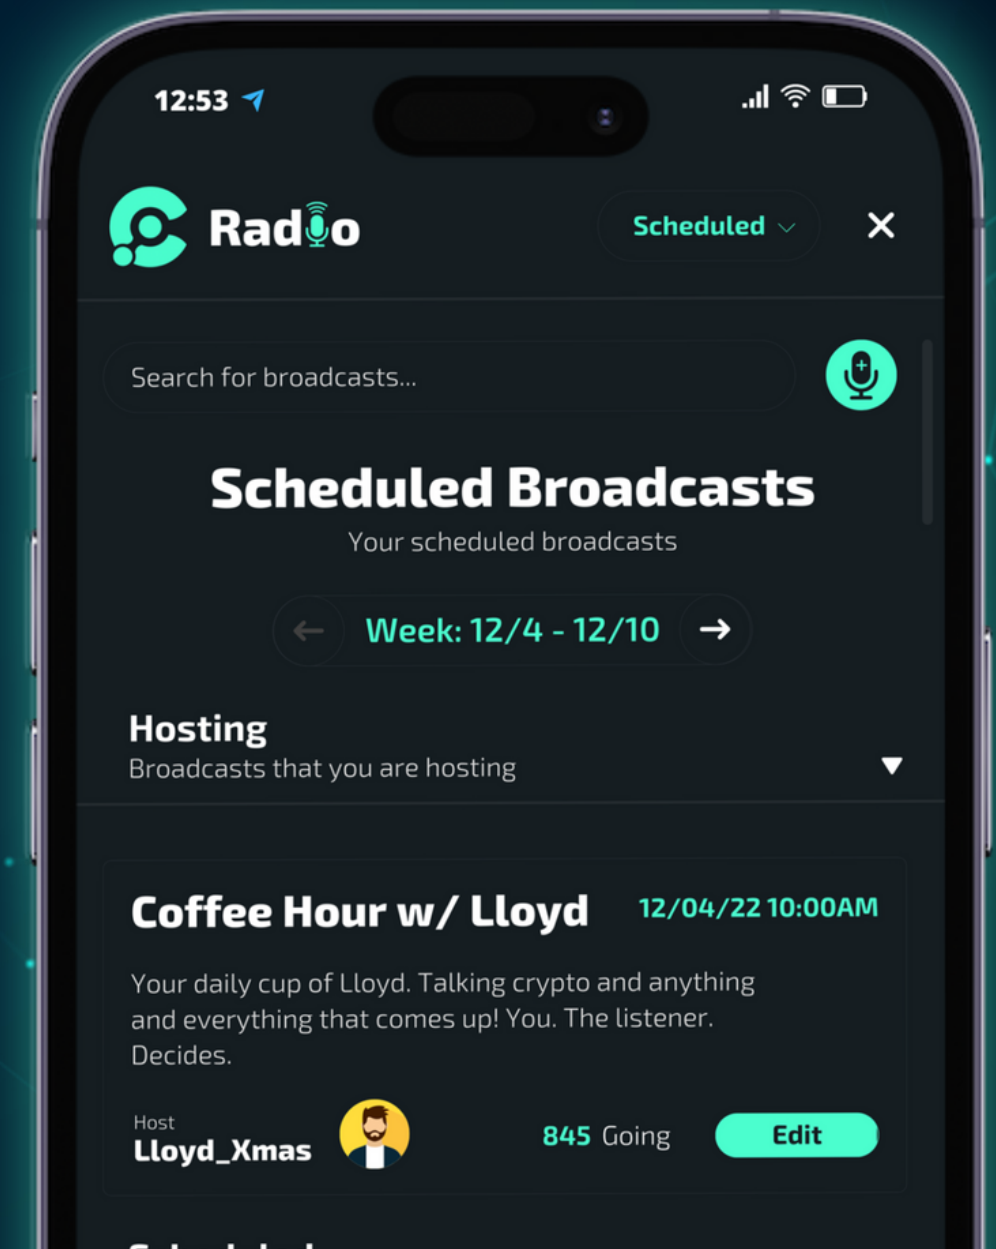 12:53
Radio
Scheduled
Search for broadcasts...
Scheduled Broadcasts
Your scheduled broadcasts
Week: 12/4 - 12/10
Hosting
Broadcasts that you are hosting
Coffee Hour w/ Lloyd
12/04/22 10:00AM
Your daily cup of Lloyd. Talking crypto and anything
and everything that comes up! You. The listener.
Decides.
Host
Lloyd_Xmas
845 Going
Edit